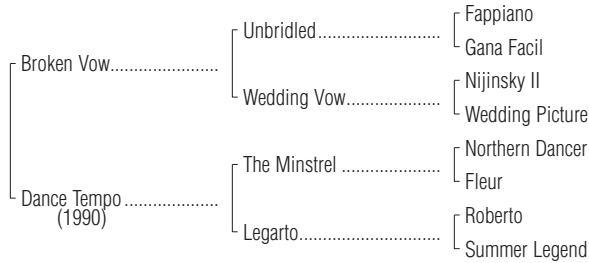 Fappiano
Unbridled
Gana Facil
Broken Vow
Nijinsky II
Wedding Vow
Wedding Picture
Northern Dancer
The Minstrel
Fleur
Dance Tempo
(1990)
Roberto
Legarto
Summer Legend